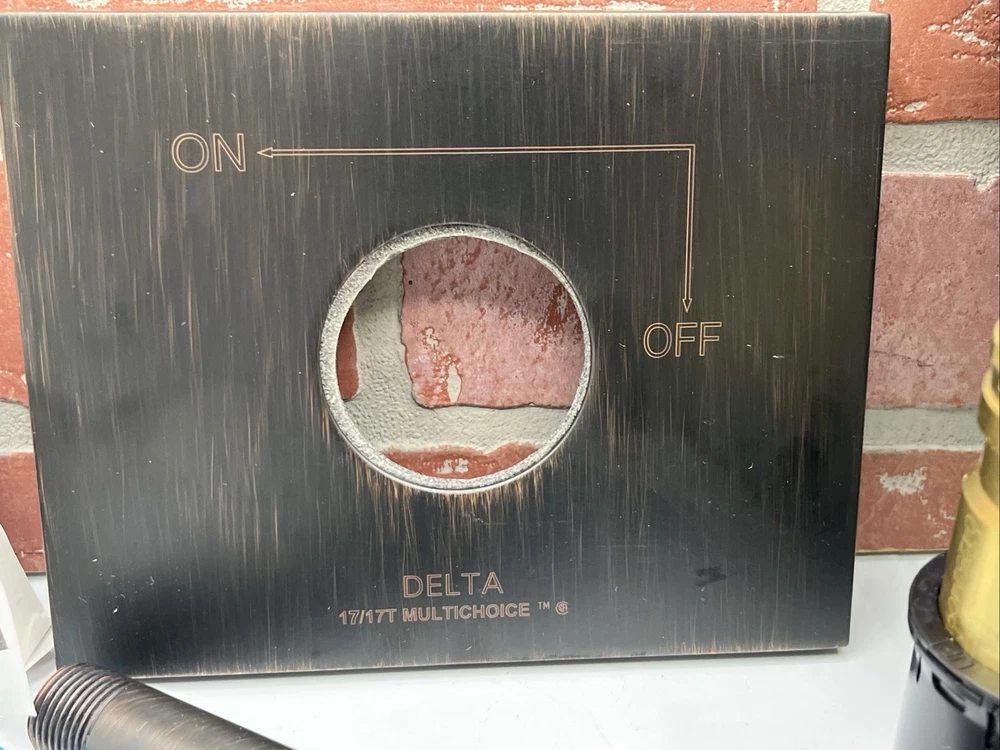 ON
OFF
DELTA
17/17T MULTICHOICE ™